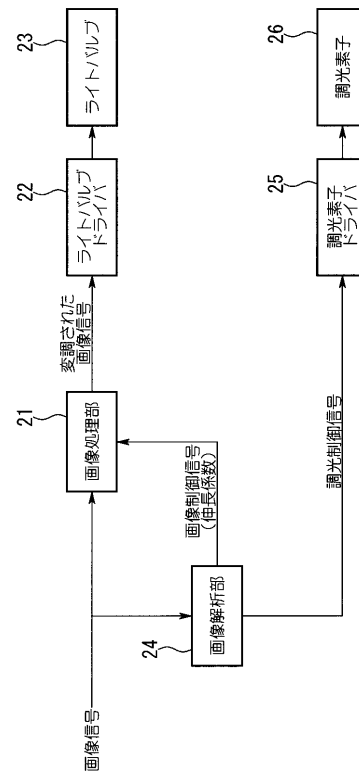 画像信号
21
画像処理部
変調された
画像信号
22
ライトバルブ
ドライバ
23
ライトバルブ
24
画像解析部
画像制御信号
(伸長係数)
調光制御信号
25
調光素子
ドライバ
26
調光素子